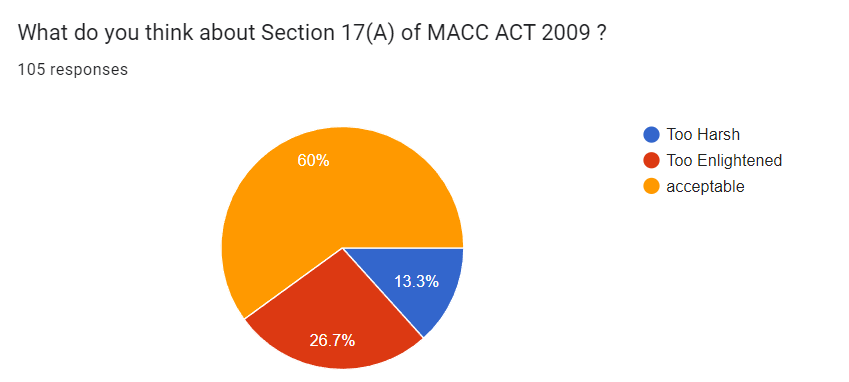 What do you think about Section 17(A) of MACC ACT 2009 ?
105 responses
Too Harsh
Too Enlightened
acceptable
60%
13.3%
26.7%